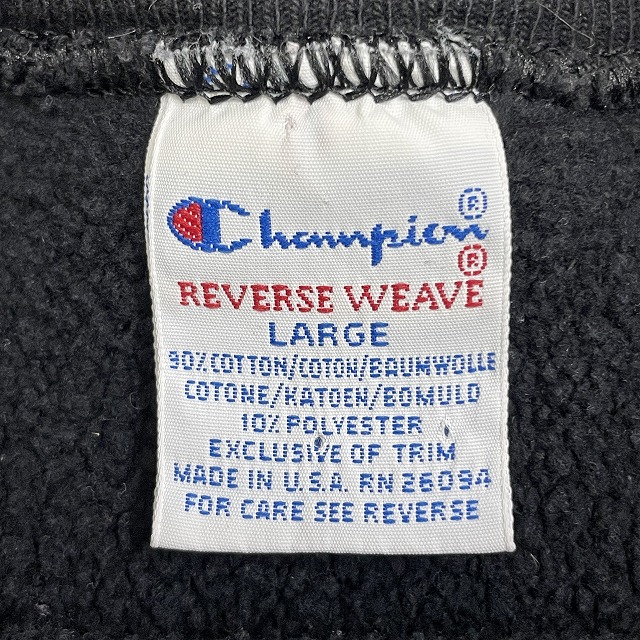 Champion®
REVERSE WEAVE®
LARGE
90% COTTON/COTON/BAUMWOLLE
COTONE/KATOEN/BOMULD
10% POLYESTER
EXCLUSIVE OF TRIM
MADE IN U.S.A. RN 26094
FOR CARE SEE REVERSE